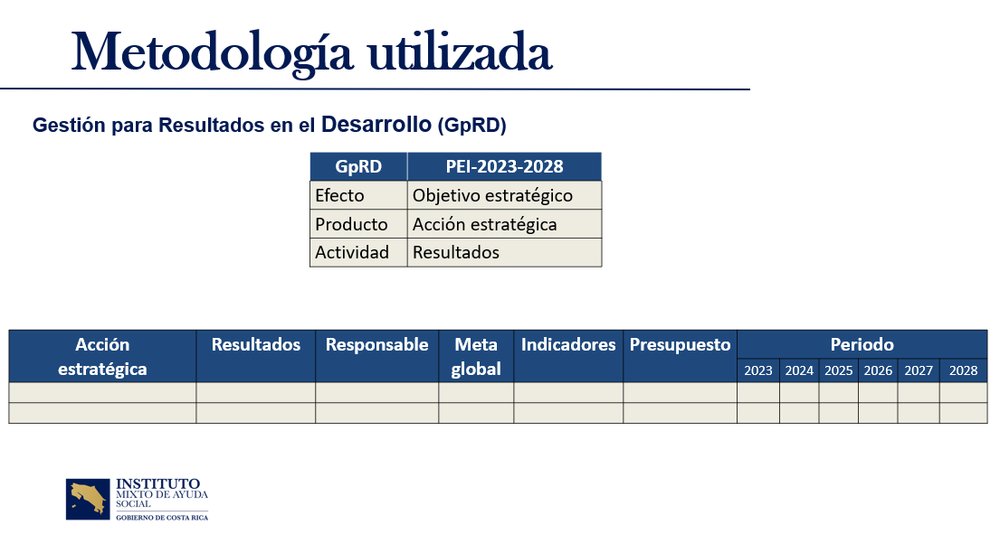 Metodología utilizada
Gestión para Resultados en el Desarrollo (GpRD)
GpRD PEI-2023-2028
Efecto Objetivo estratégico
Producto Acción estratégica
Actividad Resultados
Acción estratégica Resultados Responsable Meta global Indicadores Presupuesto Periodo
2023 2024 2025 2026 2027 2028
INSTITUTO
MIXTO DE AYUDA
SOCIAL
GOBIERNO DE COSTA RICA